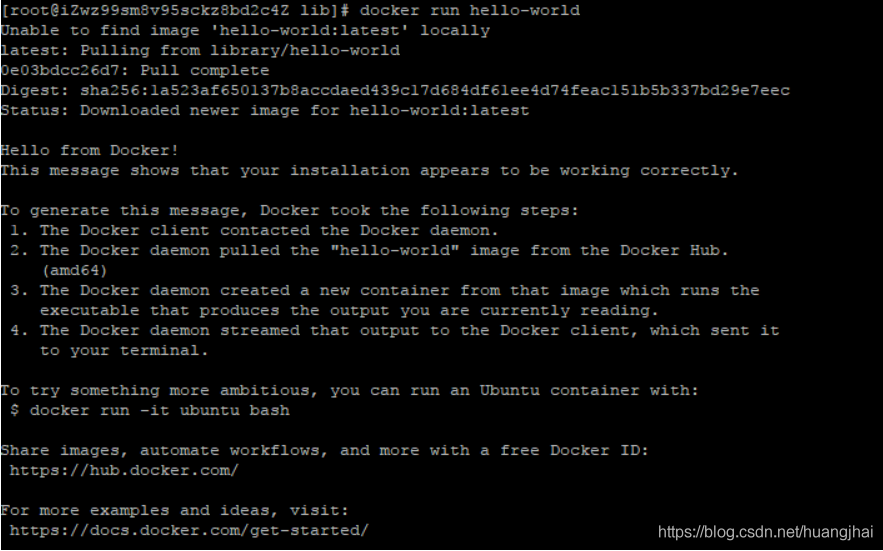 [root@iZwz99sm8v95sckz8bd2c4Z lib]# docker run hello-world
Unable to find image 'hello-world:latest' locally
latest: Pulling from library/hello-world
0e03bdcc26d7: Pull complete
Digest: sha256:1a523af650137b8accdaed439c17d684df61ee4d74feac151b5b337bd29e7eec
Status: Downloaded newer image for hello-world:latest

Hello from Docker!
This message shows that your installation appears to be working correctly.

To generate this message, Docker took the following steps:
 1. The Docker client contacted the Docker daemon.
 2. The Docker daemon pulled the "hello-world" image from the Docker Hub.
    (amd64)
 3. The Docker daemon created a new container from that image which runs the
    executable that produces the output you are currently reading.
 4. The Docker daemon streamed that output to the Docker client, which sent it
    to your terminal.

To try something more ambitious, you can run an Ubuntu container with:
 $ docker run -it ubuntu bash

Share images, automate workflows, and more with a free Docker ID:
 https://hub.docker.com/

For more examples and ideas, visit:
 https://docs.docker.com/get-started/
https://blog.csdn.net/huangjhai